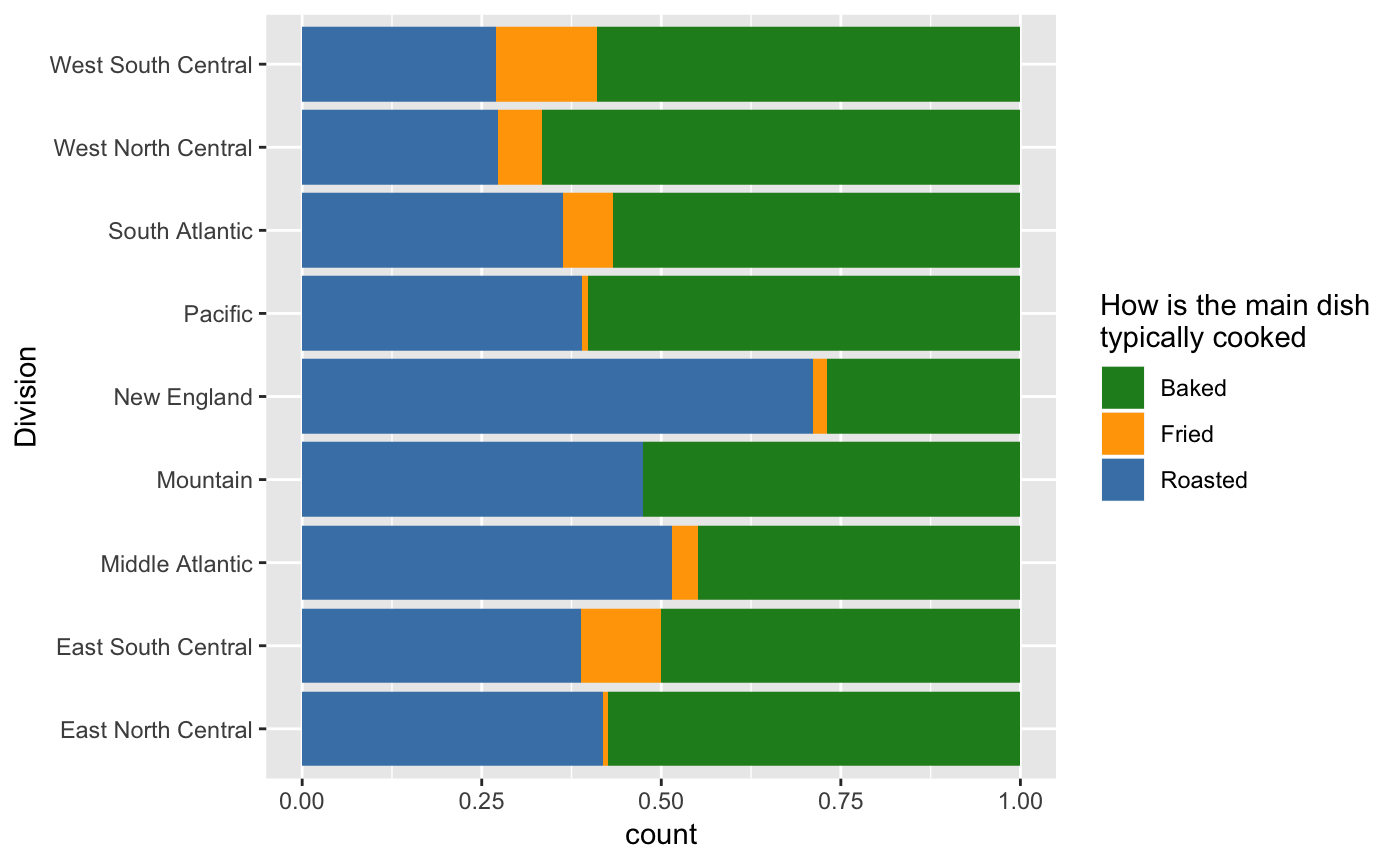 West South Central
West North Central
South Atlantic
Pacific
New England
Mountain
Middle Atlantic
East South Central
East North Central
Division
0.00 0.25 0.50 0.75 1.00
count
How is the main dish
typically cooked
Baked
Fried
Roasted